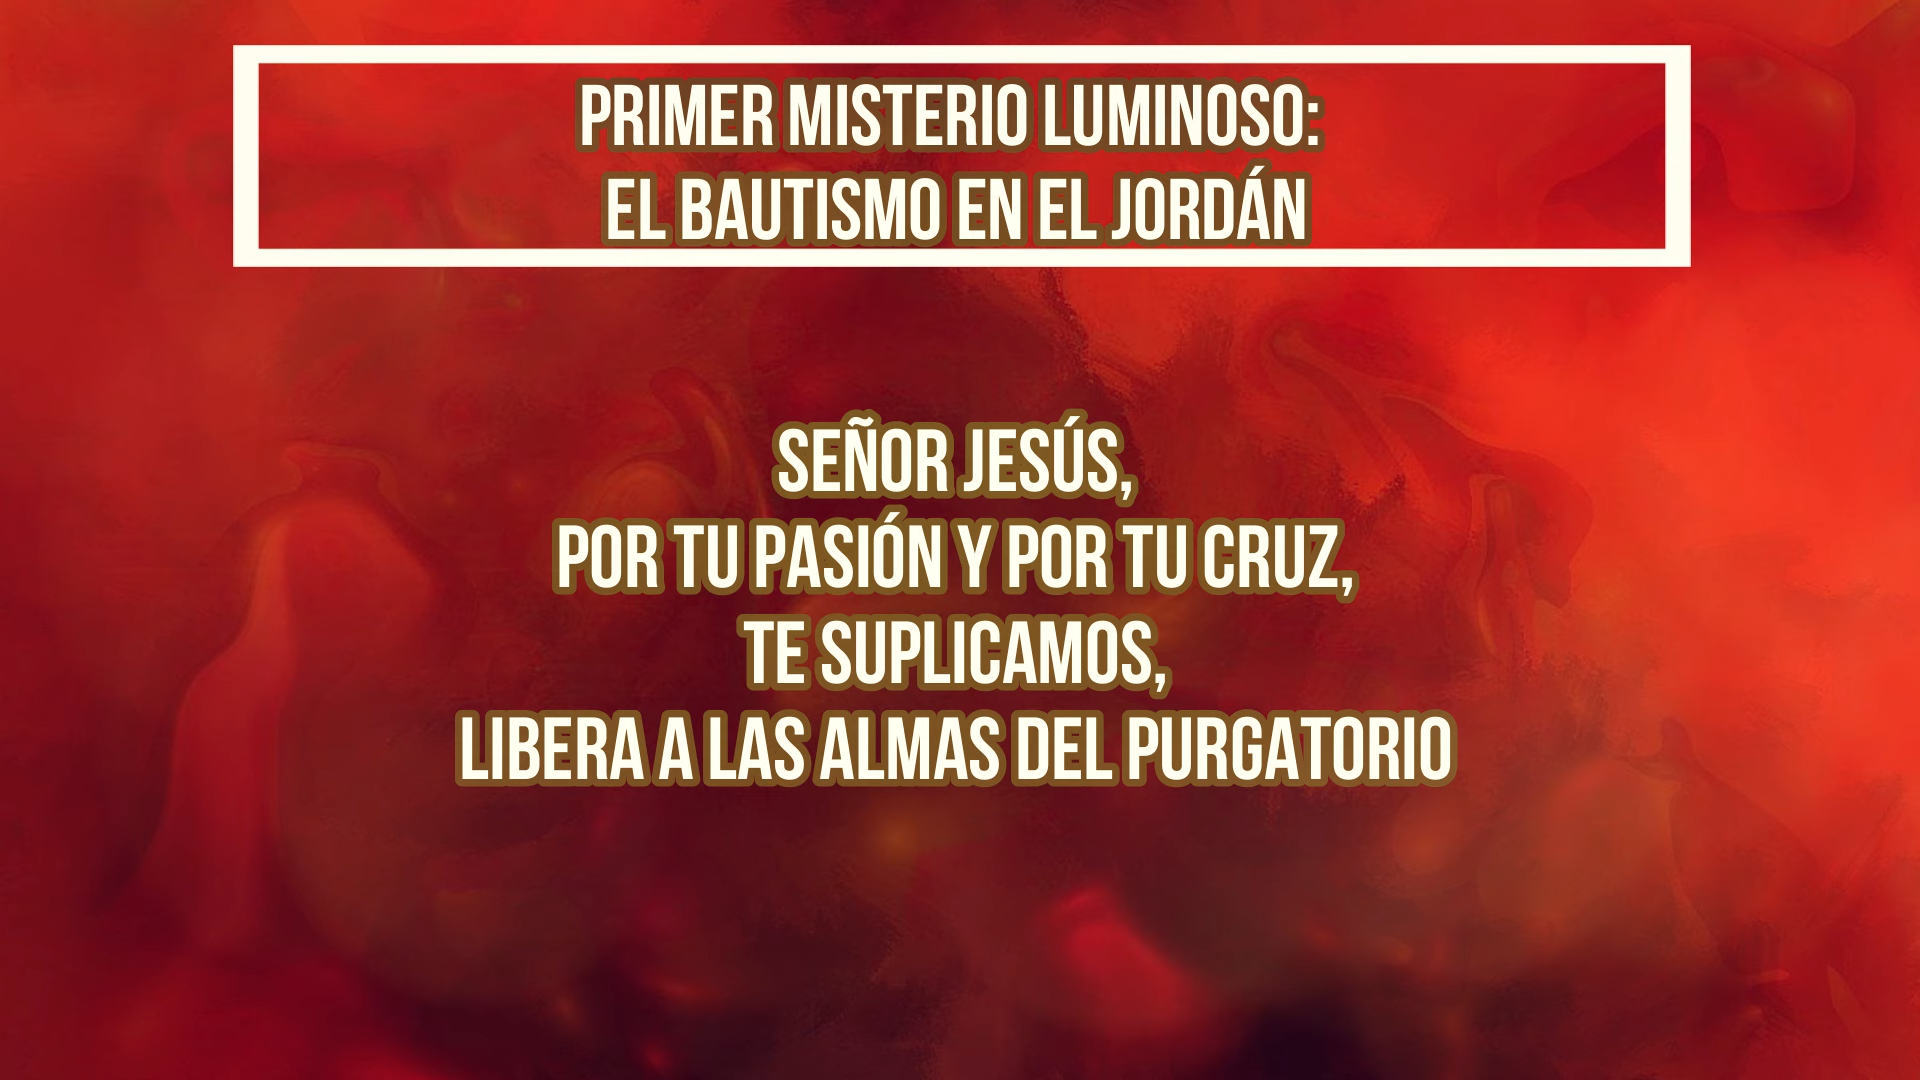 PRIMER MISTERIO LUMINOSO:
EL BAUTISMO EN EL JORDÁN
SEÑOR JESÚS,
POR TU PASIÓN Y POR TU CRUZ,
TE SUPLICAMOS,
LIBERA A LAS ALMAS DEL PURGATORIO